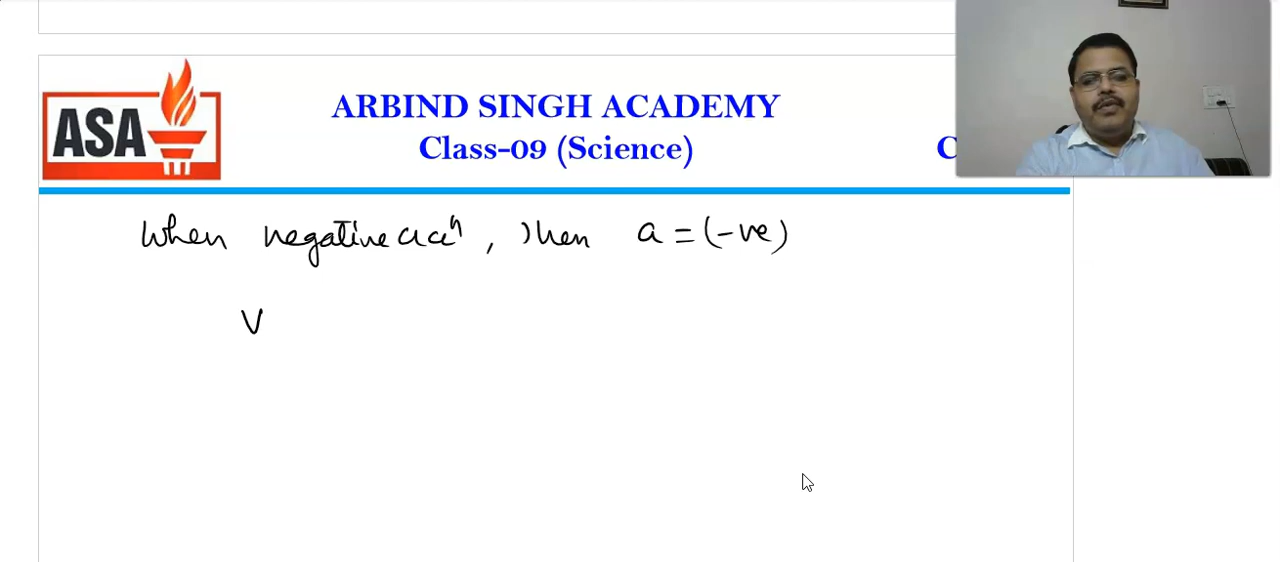 ASA
ARBIND SINGH ACADEMY
Class-09 (Science)
C
When negative accⁿ, then a = (-ve)
V